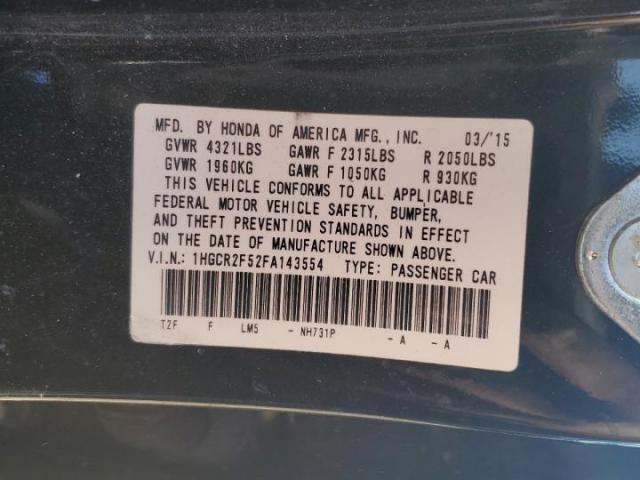 MFD. BY HONDA OF AMERICA MFG., INC. 03/'15
GVWR 4321LBS GAWR F 2315LBS R 2050LBS
GVWR 1960KG GAWR F 1050KG R 930KG
THIS VEHICLE CONFORMS TO ALL APPLICABLE
FEDERAL MOTOR VEHICLE SAFETY, BUMPER,
AND THEFT PREVENTION STANDARDS IN EFFECT
ON THE DATE OF MANUFACTURE SHOWN ABOVE.
V.I.N.: 1HGCR2F52FA143554 TYPE: PASSENGER CAR
T2F F LM5 - NH731P - A - A